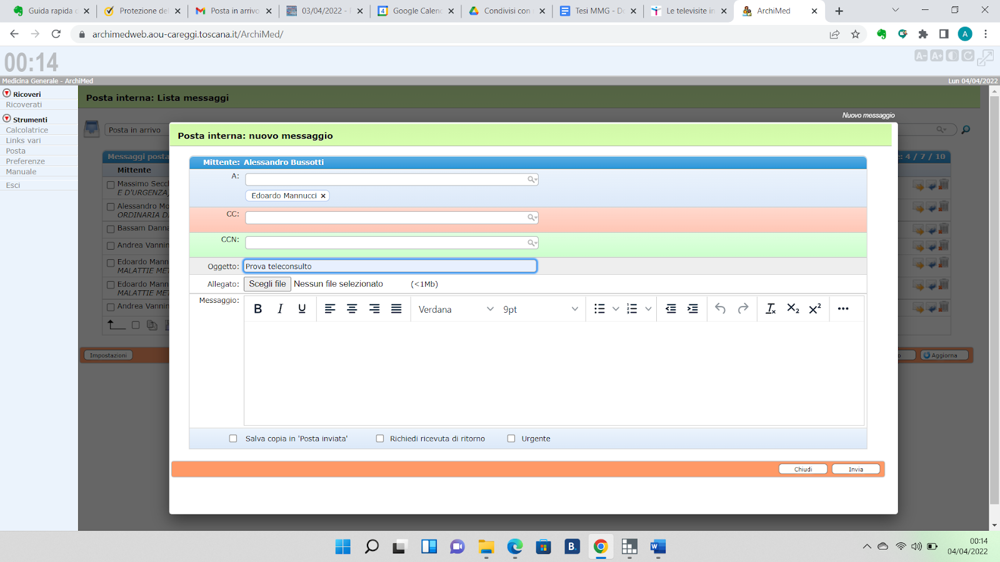 Guida rapida
Protezione de
Posta in arrivo
03/04/2022 -
Google Calen
Condivisi con
Tesi MMG - D
Le televisite in
ArchiMed
archimedweb.aou-careggi.toscana.it/ArchiMed/
A
00:14
A- A+
Medicina Generale - ArchiMed
Lun 04/04/2022
Ricoveri
Ricoverati
Strumenti
Calcolatrice
Links vari
Posta
Preferenze
Manuale
Esci
Posta interna: Lista messaggi
Nuovo messaggio
Posta in arrivo
Messaggi posta
: 4 / 7 / 10
Mittente
Massimo Secc
E D'URGENZA,
Alessandro Mo
ORDINARIA D
Bassam Danna
Andrea Vannin
Edoardo Mann
MALATTIE MET
Edoardo Mann
MALATTIE MET
Andrea Vannin
Impostazioni
Aggiorna
Posta interna: nuovo messaggio
Mittente: Alessandro Bussotti
A:
Edoardo Mannucci ×
CC:
CCN:
Oggetto: Prova teleconsulto
Allegato: Scegli file Nessun file selezionato (<1Mb)
Messaggio:
B I U Verdana 9pt
Salva copia in 'Posta inviata' Richiedi ricevuta di ritorno Urgente
Chiudi Invia
B.
W
00:14
04/04/2022